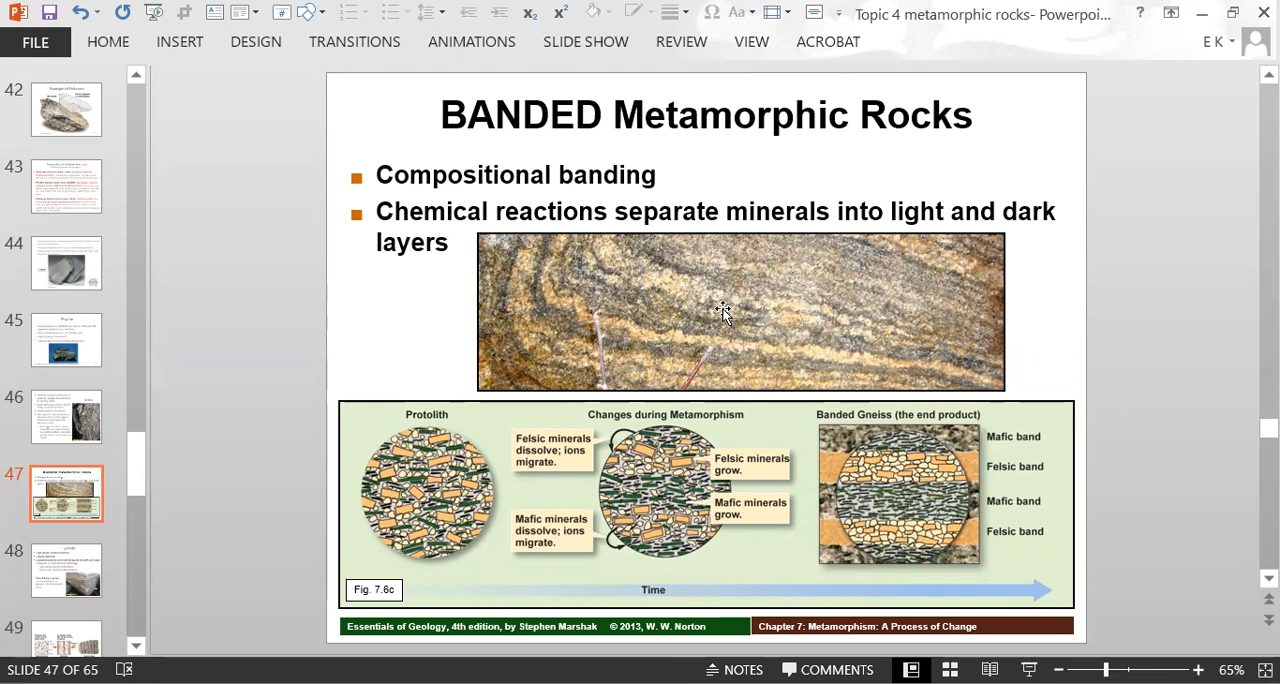 Topic 4 metamorphic rocks- Powerpoi...
FILE HOME INSERT DESIGN TRANSITIONS ANIMATIONS SLIDE SHOW REVIEW VIEW ACROBAT E K
42
43
44
45
46
47
48
49
BANDED Metamorphic Rocks
Compositional banding
Chemical reactions separate minerals into light and dark
layers
Protolith
Changes during Metamorphism
Banded Gneiss (the end product)
Felsic minerals
dissolve; ions
migrate.
Felsic minerals
grow.
Mafic minerals
grow.
Mafic minerals
dissolve; ions
migrate.
Mafic band
Felsic band
Mafic band
Felsic band
Fig. 7.6c
Time
Essentials of Geology, 4th edition, by Stephen Marshak © 2013, W. W. Norton
Chapter 7: Metamorphism: A Process of Change
SLIDE 47 OF 65 NOTES COMMENTS 65%